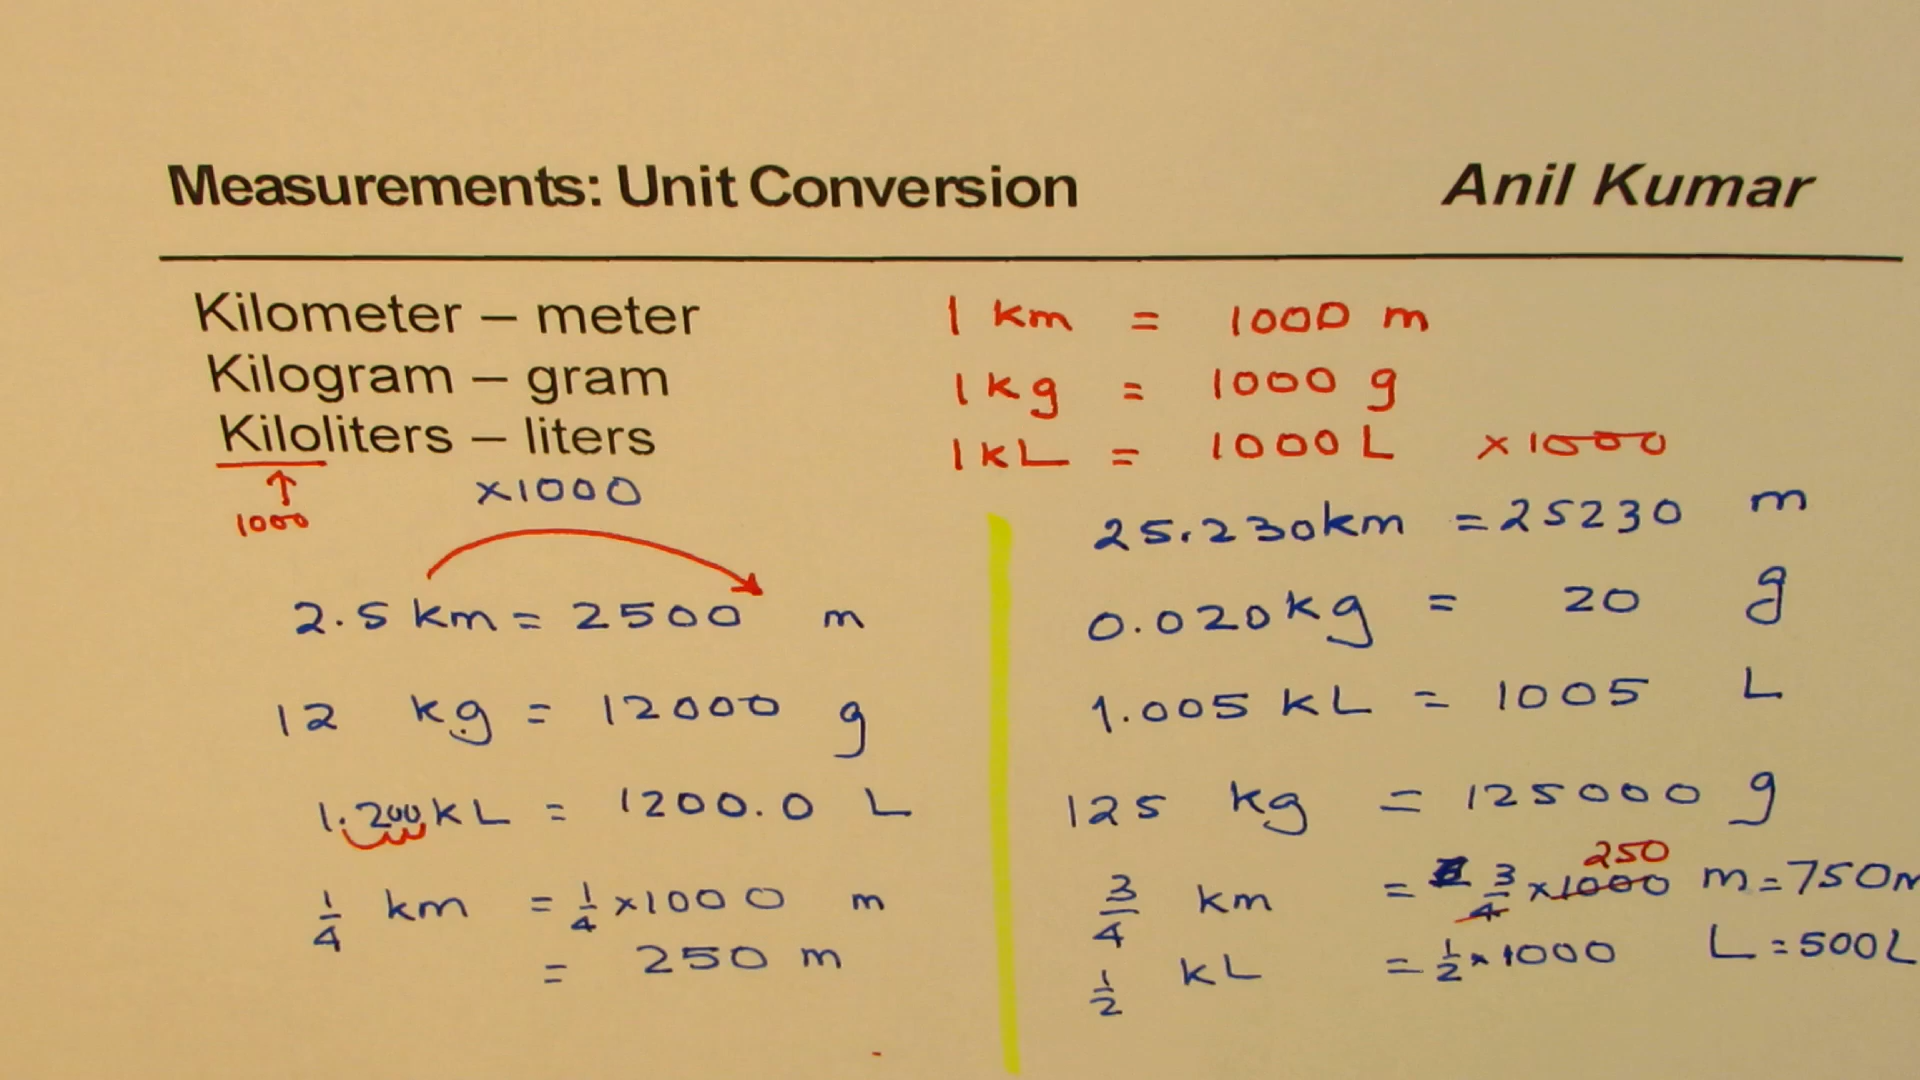 Measurements: Unit Conversion Anil Kumar
Kilometer – meter 1 km = 1000 m
Kilogram – gram 1 kg = 1000 g
Kiloliters – liters 1 kL = 1000 L ×1000
↑
1000
×1000
2.5 km = 2500 m
12 kg = 12000 g
1.200 kL = 1200.0 L
1/4 km = 1/4 ×1000 m
= 250 m
25.230 km = 25230 m
0.020 kg = 20 g
1.005 kL = 1005 L
125 kg = 125000 g
250
3/4 km = 3/4 ×1000 m = 750 m
1/2 kL = 1/2 × 1000 L = 500 L